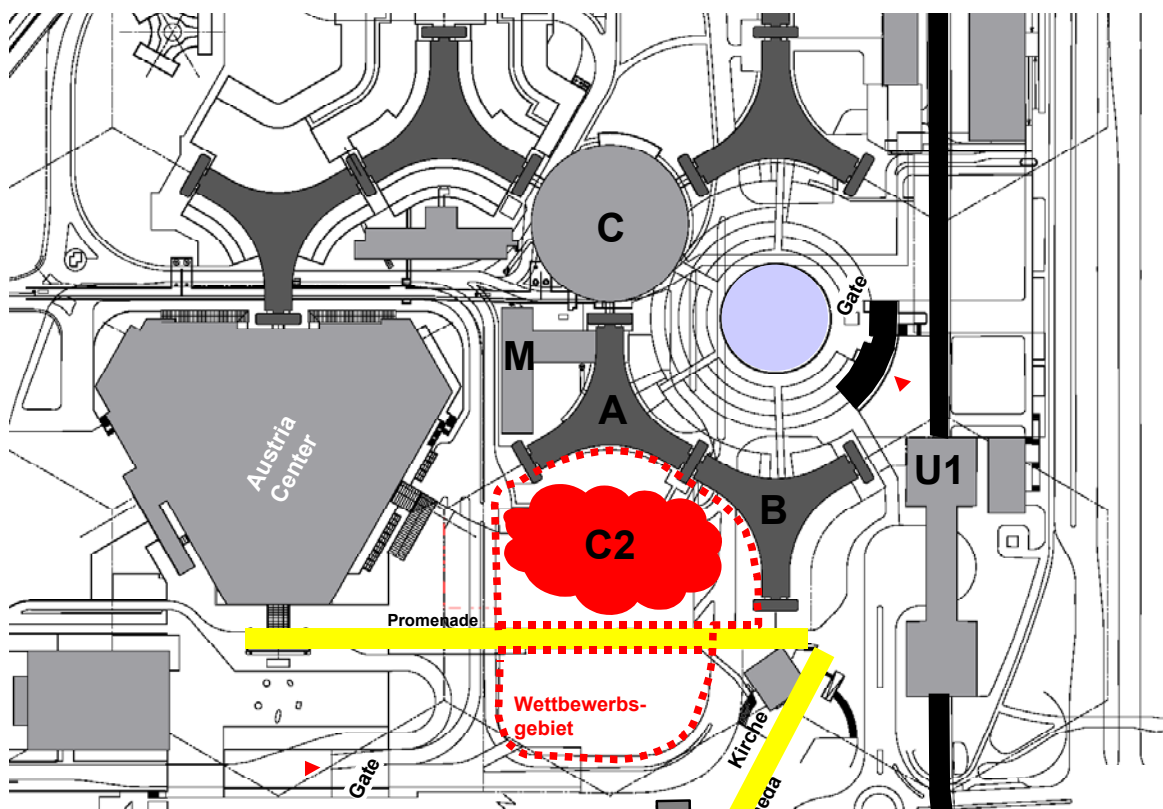 C
Gate
M
A
Austria
Center
U1
B
C2
Promenade
Wettbewerbs-
gebiet
Kirche
Gate